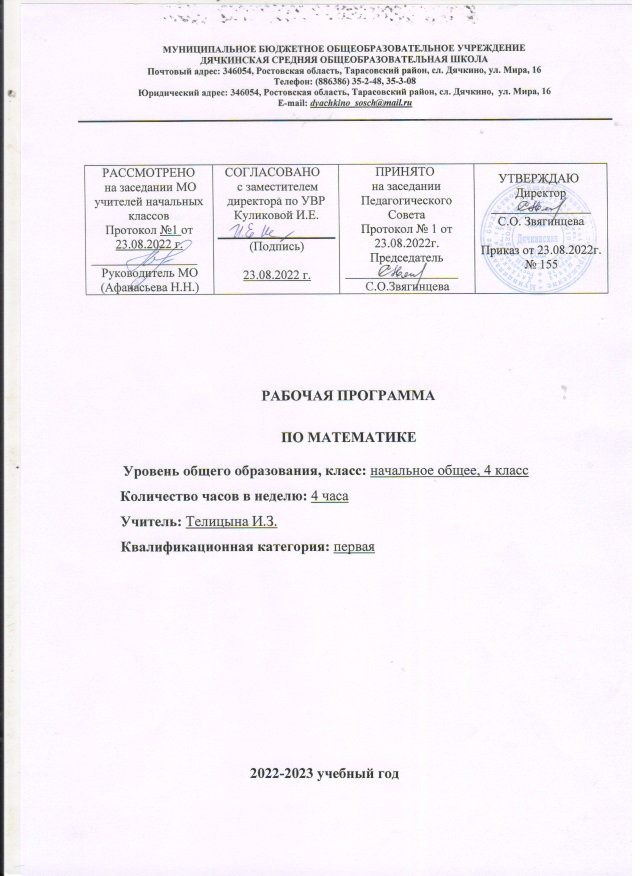 МУНИЦИПАЛЬНОЕ БЮДЖЕТНОЕ ОБЩЕОБРАЗОВАТЕЛЬНОЕ УЧРЕЖДЕНИЕ
ДЯЧКИНСКАЯ СРЕДНЯЯ ОБЩЕОБРАЗОВАТЕЛЬНАЯ ШКОЛА
Почтовый адрес: 346054, Ростовская область, Тарасовский район, сл. Дячкино, ул. Мира, 16
Телефон: (886386) 35-2-48, 35-3-08
Юридический адрес: 346054, Ростовская область, Тарасовский район, сл. Дячкино, ул. Мира, 16
E-mail: dyachkino_sosch@mail.ru
РАССМОТРЕНО
на заседании МО
учителей начальных
классов
Протокол №1 от
23.08.2022 г.
Руководитель МО
(Афанасьева Н.Н.)
СОГЛАСОВАНО
с заместителем
директора по УВР
Куликовой И.Е.
(Подпись)
23.08.2022 г.
ПРИНЯТО
на заседании
Педагогического
Совета
Протокол № 1 от
23.08.2022г.
Председатель
С.О.Звягинцева
УТВЕРЖДАЮ
Директор
С.О. Звягинцева
Приказ от 23.08.2022г.
№ 155
РАБОЧАЯ ПРОГРАММА
ПО МАТЕМАТИКЕ
Уровень общего образования, класс: начальное общее, 4 класс
Количество часов в неделю: 4 часа
Учитель: Телицына И.З.
Квалификационная категория: первая
2022-2023 учебный год